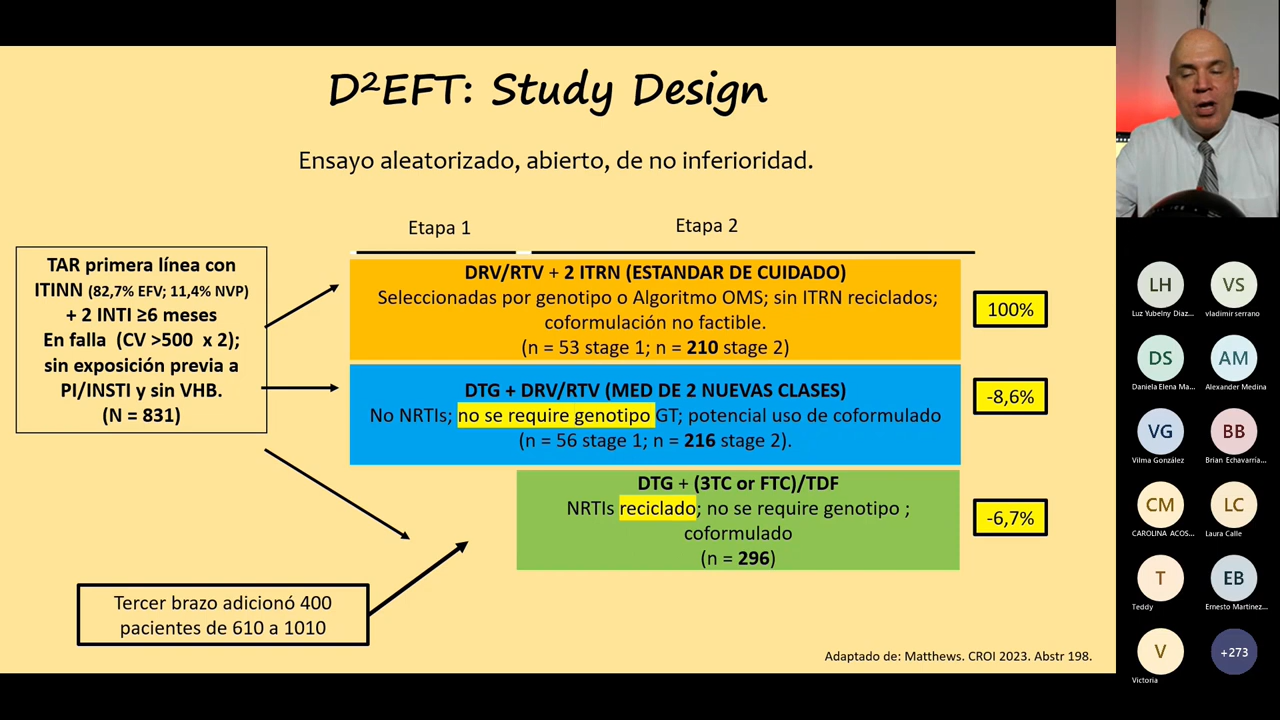 D²EFT: Study Design
Ensayo aleatorizado, abierto, de no inferioridad.
Etapa 1
Etapa 2
TAR primera línea con
ITINN (82,7% EFV; 11,4% NVP)
+ 2 INTI ≥6 meses
En falla (CV >500 x 2);
sin exposición previa a
PI/INSTI y sin VHB.
(N = 831)
DRV/RTV + 2 ITRN (ESTANDAR DE CUIDADO)
Seleccionadas por genotipo o Algoritmo OMS; sin ITRN reciclados;
coformulación no factible.
(n = 53 stage 1; n = 210 stage 2)
100%
DTG + DRV/RTV (MED DE 2 NUEVAS CLASES)
No NRTIs; no se require genotipo GT; potencial uso de coformulado
(n = 56 stage 1; n = 216 stage 2).
-8,6%
DTG + (3TC or FTC)/TDF
NRTIs reciclado; no se require genotipo ;
coformulado
(n = 296)
-6,7%
Tercer brazo adicionó 400
pacientes de 610 a 1010
Adaptado de: Matthews. CROI 2023. Abstr 198.
LH
VS
Luz Yubelny Diaz...
vladimir serrano
DS
AM
Daniela Elena Ma...
Alexander Medina
VG
BB
Vilma González
Brian Echavarría...
CM
LC
CAROLINA ACOS...
Laura Calle
T
EB
Teddy
Ernesto Martinez...
V
+273
Victoria